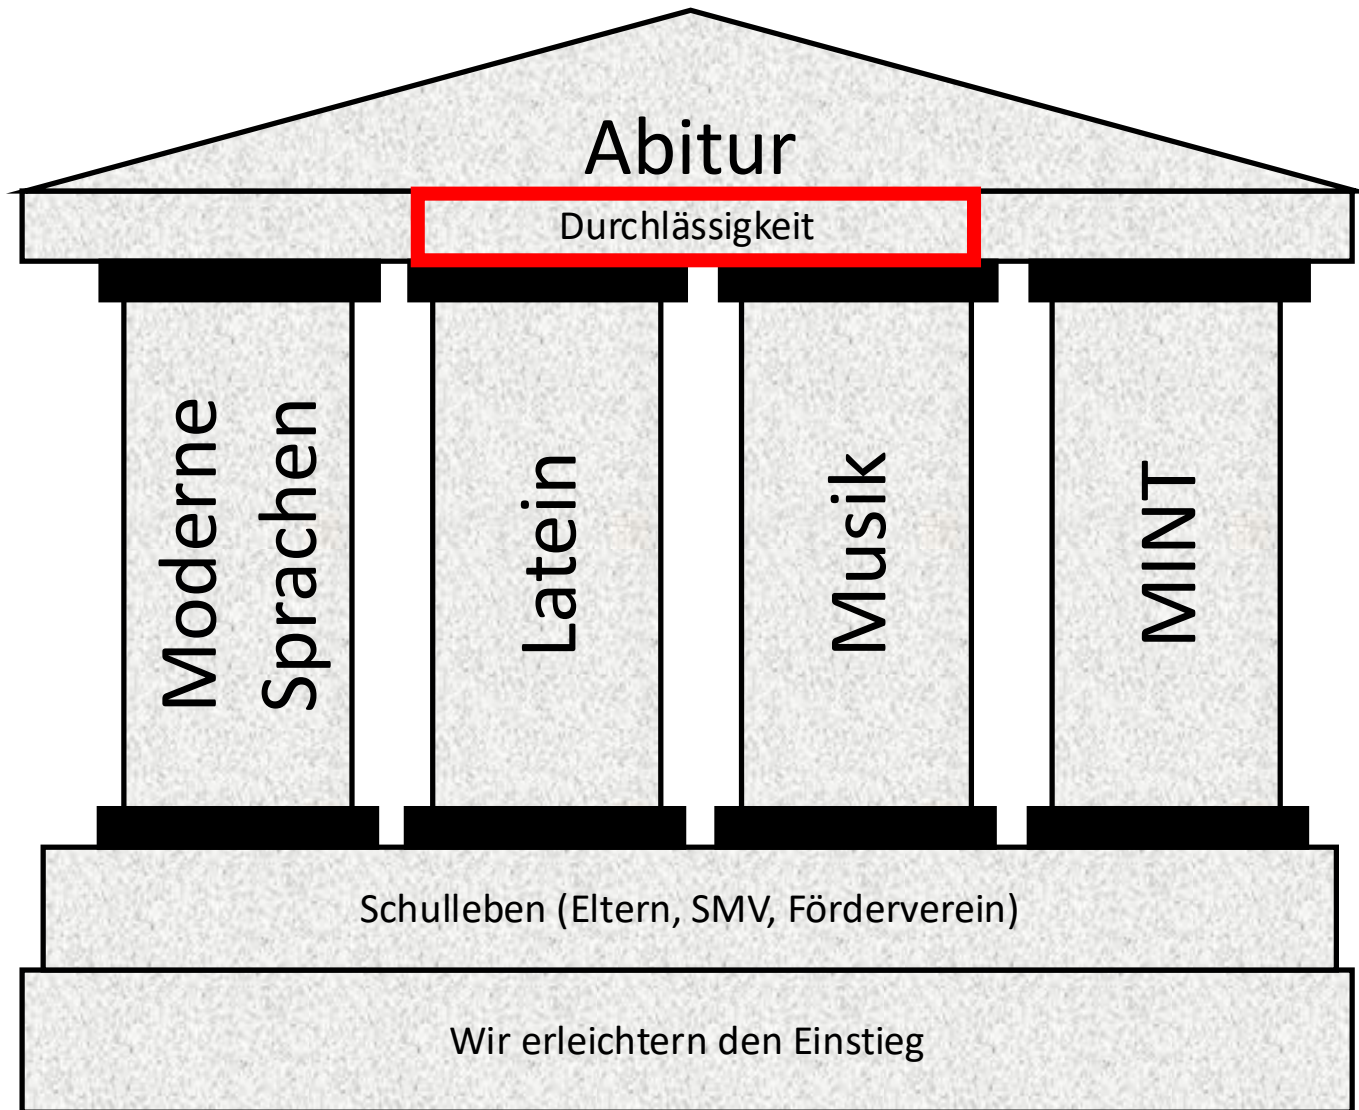 Abitur
Durchlässigkeit
Moderne
Sprachen
Latein
Musik
MINT
Schulleben (Eltern, SMV, Förderverein)
Wir erleichtern den Einstieg